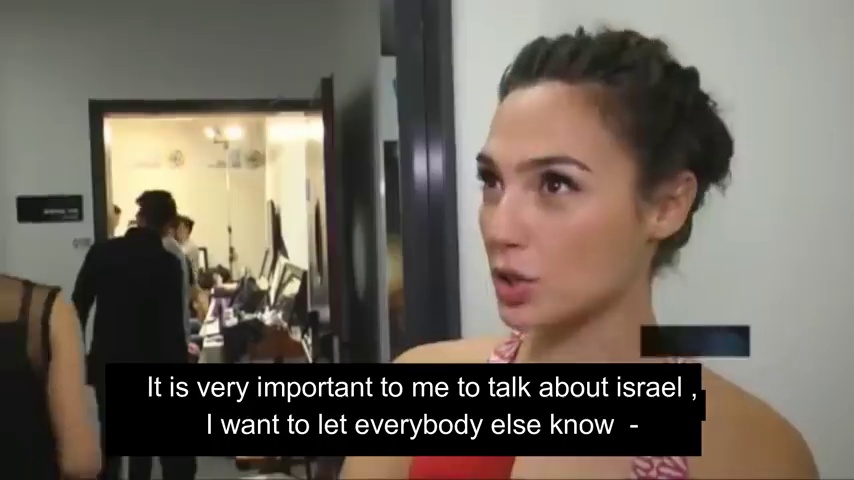 It is very important to me to talk about israel ,
I want to let everybody else know -